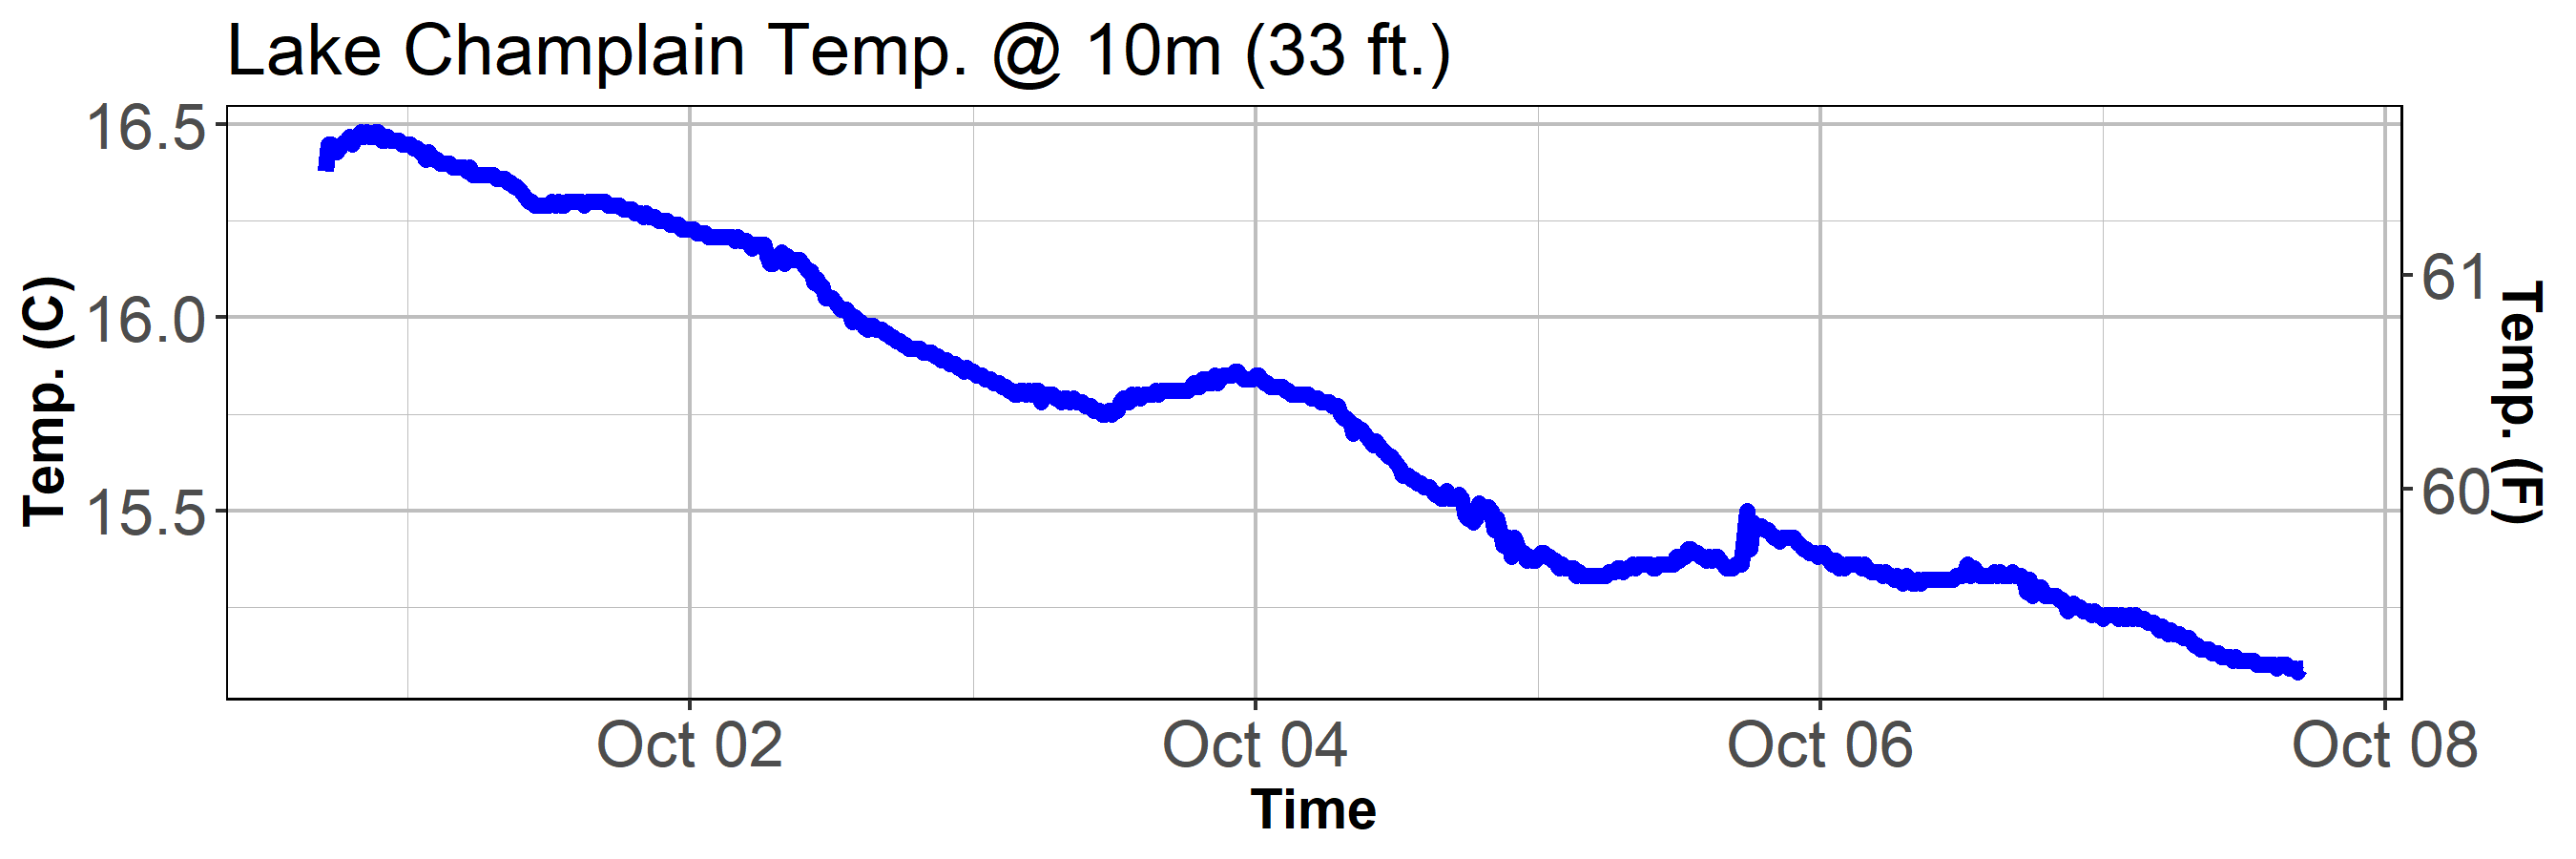 Lake Champlain Temp. @ 10m (33 ft.)
Temp. (C)
16.5
16.0
15.5
61
60
Temp. (F)
Oct 02 Oct 04 Oct 06 Oct 08
Time